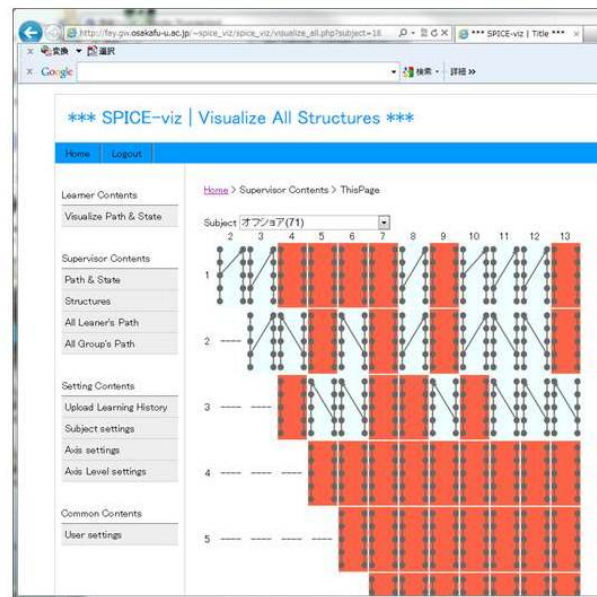 http://fey.gw.osakafu-u.ac.jp/~spice_viz/spice_viz/visualize_all.php?subject=18
*** SPICE-viz | Title ***
x 変換 ▼ 選択
x Google 検索 詳細 »
*** SPICE-viz | Visualize All Structures ***
Home Logout
Learner Contents
Visualize Path & State
Supervisor Contents
Path & State
Structures
All Leaner's Path
All Group's Path
Setting Contents
Upload Learning History
Subject settings
Axis settings
Axis Level settings
Common Contents
User settings
Home > Supervisor Contents > ThisPage
Subject オフショア(71)
2 3 4 5 6 7 8 9 10 11 12 13
1
2 ----
3 ---- ----
4 ---- ---- ----
5 ---- ---- ---- ----